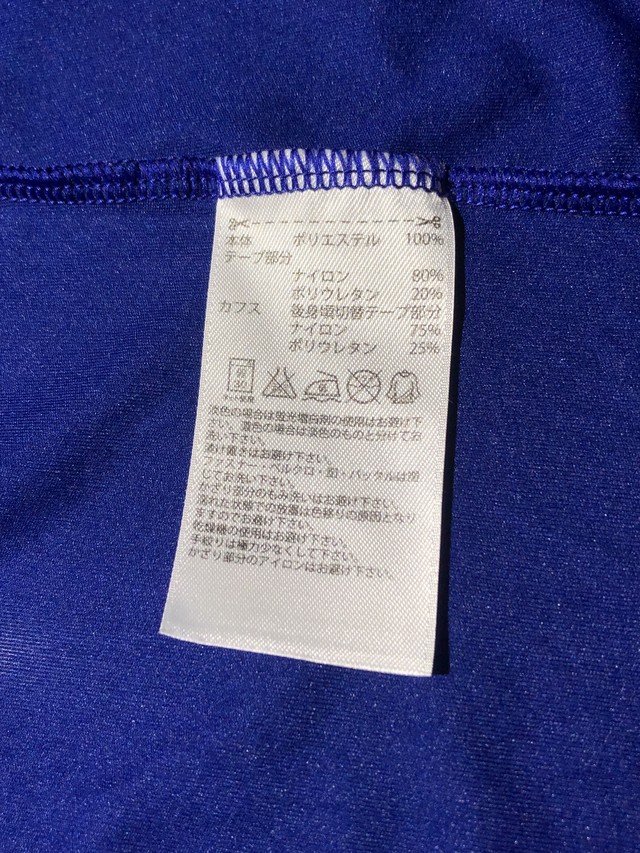 本体 ポリエステル 100%
テープ部分
ナイロン 80%
ポリウレタン 20%
カフス 後身頃切替テープ部分
ナイロン 75%
ポリウレタン 25%
ネット使用
淡色の場合は蛍光増白剤の使用はお避け下
さい。濃色の場合は淡色のものと分けてお
洗い下さい。
あけ置きはお避け下さい。
ファスナー・ベルクロ・釦・バックルは閉
じてお洗い下さい。
かざり部分のもみ洗いはお避け下さい。
濡れた状態での放置は色移りの原因となり
ますのでお避け下さい。
乾燥機の使用はお避け下さい。
手絞りは極力少なくして下さい。
かざり部分のアイロンはお避け下さい。